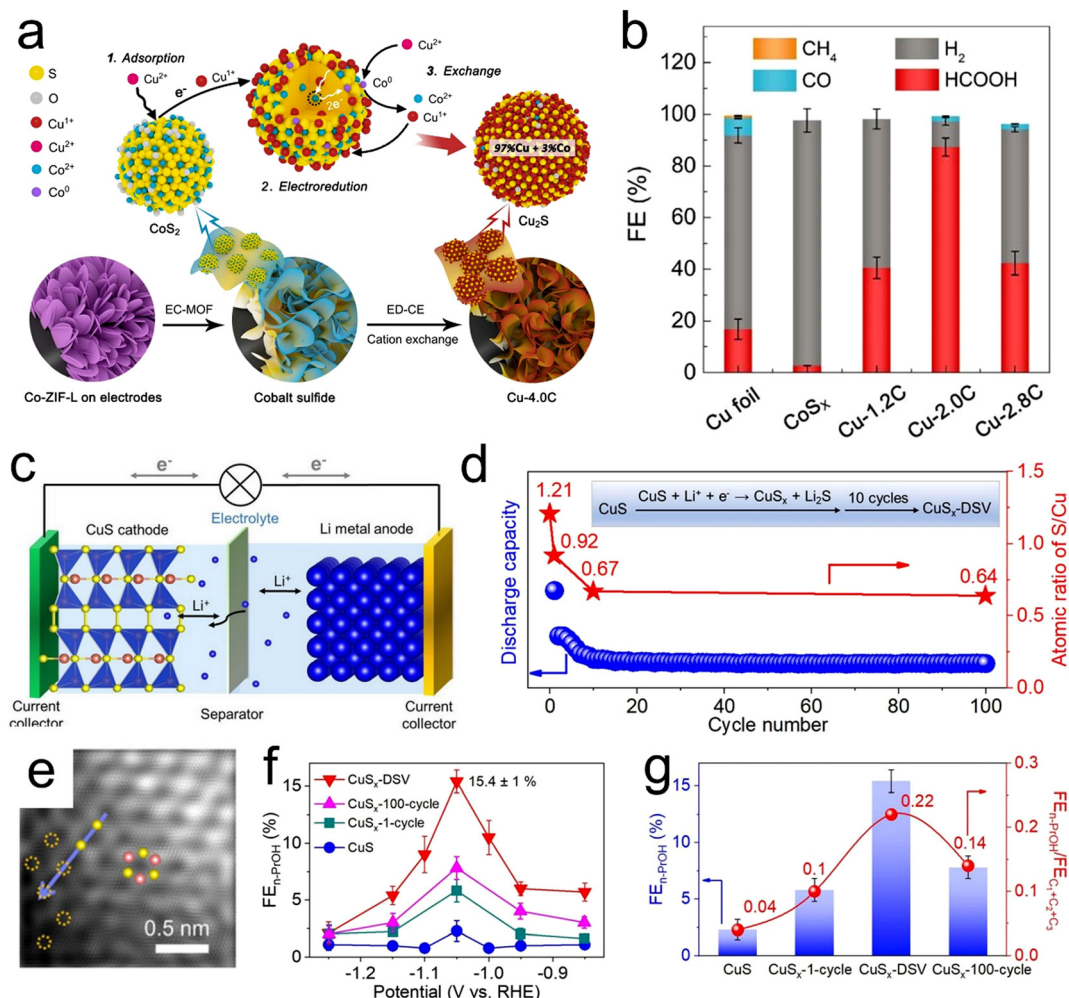 a
S
O
Cu1+
Cu2+
Co2+
Co0
1. Adsorption
Cu2+
e-
Cu1+
CoS2
2e-
2. Electroredution
Co0
3. Exchange
Co2+
Cu1+
97%Cu + 3%Co
Cu2S
EC-MOF
ED-CE
Cation exchange
Co-ZIF-L on electrodes
Cobalt sulfide
Cu-4.0C
b
CH4
H2
CO
HCOOH
FE (%)
120
100
80
60
40
20
0
Cu foil
CoSX
Cu-1.2C
Cu-2.0C
Cu-2.8C
c
e-
e-
Electrolyte
CuS cathode
Li metal anode
Li+
Li+
Current
collector
Separator
Current
collector
d
Discharge capacity
1.21
0.92
0.67
0.64
CuS + Li+ + e- → CuSx + Li2S
CuS
10 cycles
CuSx-DSV
1.5
1.0
0.5
0.0
Atomic ratio of S/Cu
0 20 40 60 80 100
Cycle number
e
0.5 nm
f
FEn-PrOH (%)
15
10
5
0
CuSx-DSV
CuSx-100-cycle
CuSx-1-cycle
CuS
15.4 ± 1 %
-1.2 -1.1 -1.0 -0.9
Potential (V vs. RHE)
g
FEn-PrOH (%)
15
10
5
0
0.04
0.1
0.22
0.14
0.3
0.2
0.1
0.0
FEn-PrOH/FEC1+C2+C3
CuS
CuSx-1-cycle
CuSx-DSV
CuSx-100-cycle